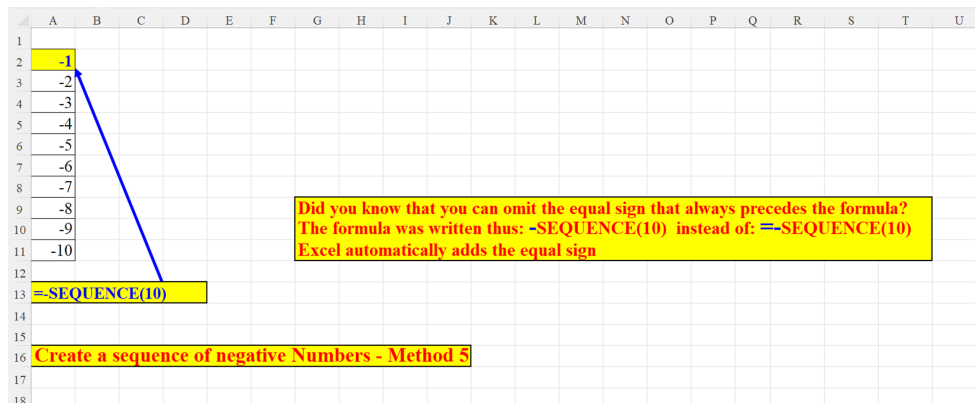 A B C D E F G H I J K L M N O P Q R S T U
1
2 -1
3 -2
4 -3
5 -4
6 -5
7 -6
8 -7
9 -8 Did you know that you can omit the equal sign that always precedes the formula?
10 -9 The formula was written thus: -SEQUENCE(10) instead of: =-SEQUENCE(10)
11 -10 Excel automatically adds the equal sign
12
13 =-SEQUENCE(10)
14
15
16 Create a sequence of negative Numbers - Method 5
17
18